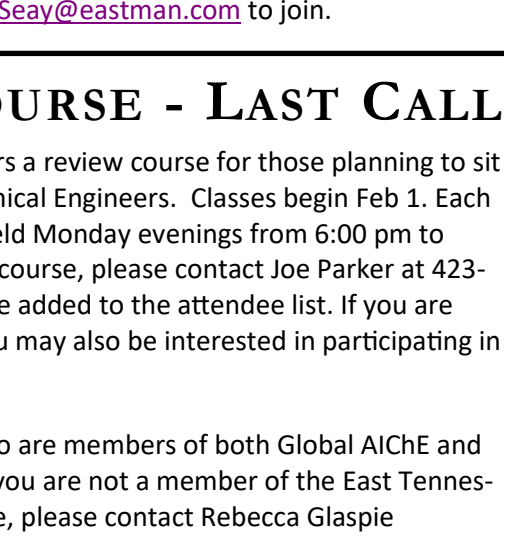 Seay@eastman.com to join.
OURSE - LAST CALL
rs a review course for those planning to sit
nical Engineers. Classes begin Feb 1. Each
eld Monday evenings from 6:00 pm to
course, please contact Joe Parker at 423-
e added to the attendee list. If you are
u may also be interested in participating in
o are members of both Global AIChE and
you are not a member of the East Tennes-
e, please contact Rebecca Glaspie